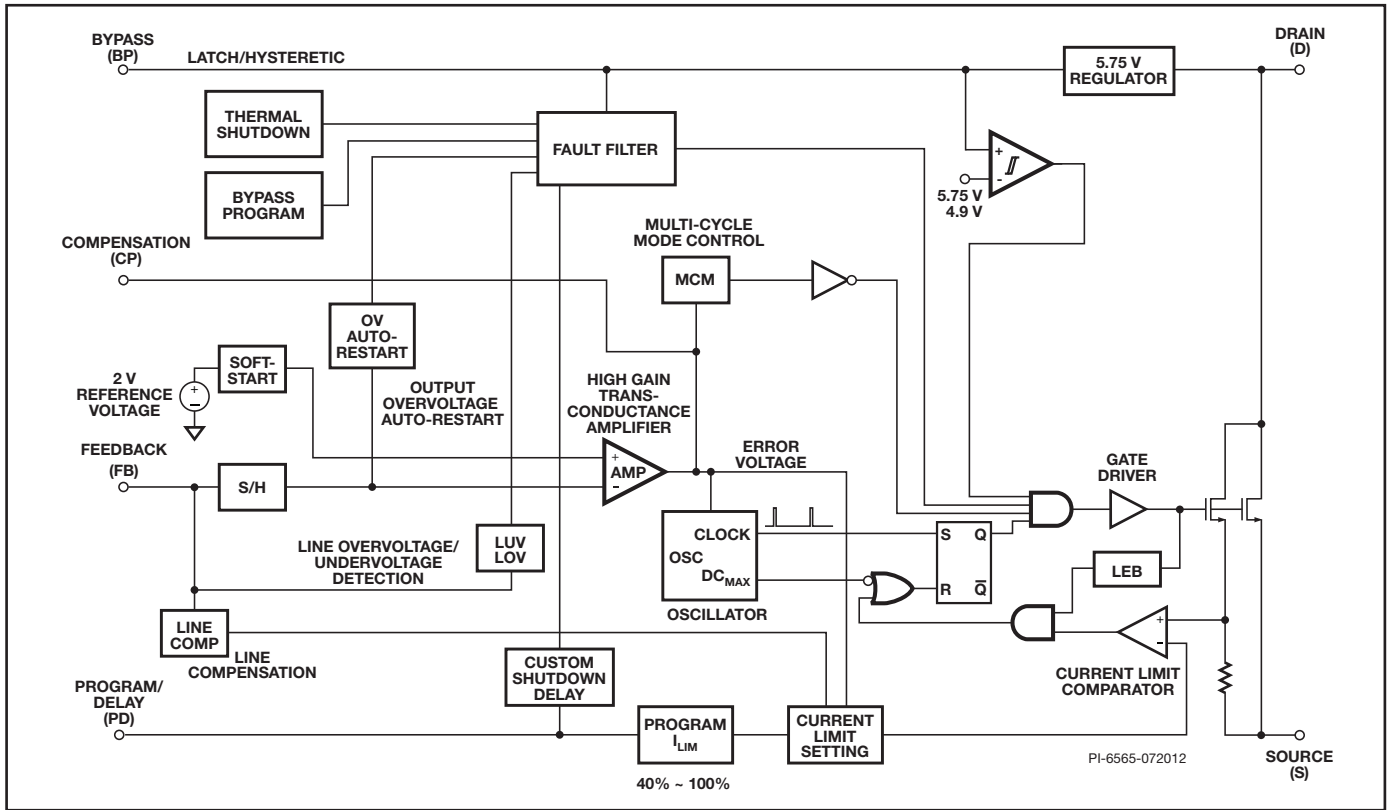 BYPASS
(BP)
LATCH/HYSTERETIC
DRAIN
(D)
5.75 V
REGULATOR
THERMAL
SHUTDOWN
FAULT FILTER
+
-
5.75 V
4.9 V
BYPASS
PROGRAM
MULTI-CYCLE
MODE CONTROL
COMPENSATION
(CP)
MCM
OV
AUTO-
RESTART
SOFT-
START
2 V
REFERENCE
VOLTAGE
+
–
OUTPUT
OVERVOLTAGE
AUTO-RESTART
HIGH GAIN
TRANS-
CONDUCTANCE
AMPLIFIER
FEEDBACK
(FB)
S/H
+
AMP
-
ERROR
VOLTAGE
GATE
DRIVER
LUV
LOV
LINE OVERVOLTAGE/
UNDERVOLTAGE
DETECTION
CLOCK
OSC
DCMAX
OSCILLATOR
S Q
R Q̅
LEB
LINE
COMP
LINE
COMPENSATION
+
-
CURRENT LIMIT
COMPARATOR
CUSTOM
SHUTDOWN
DELAY
PROGRAM/
DELAY
(PD)
PROGRAM
ILIM
40% ~ 100%
CURRENT
LIMIT
SETTING
PI-6565-072012
SOURCE
(S)